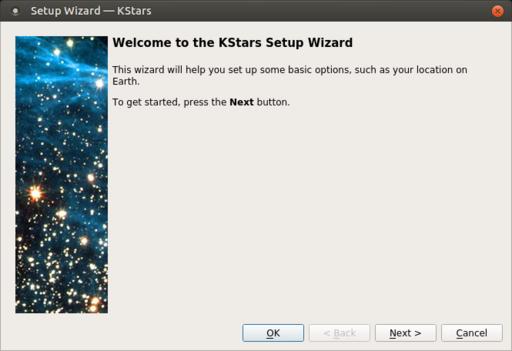 Setup Wizard — KStars
Welcome to the KStars Setup Wizard
This wizard will help you set up some basic options, such as your location on
Earth.
To get started, press the Next button.
OK
< Back
Next >
Cancel